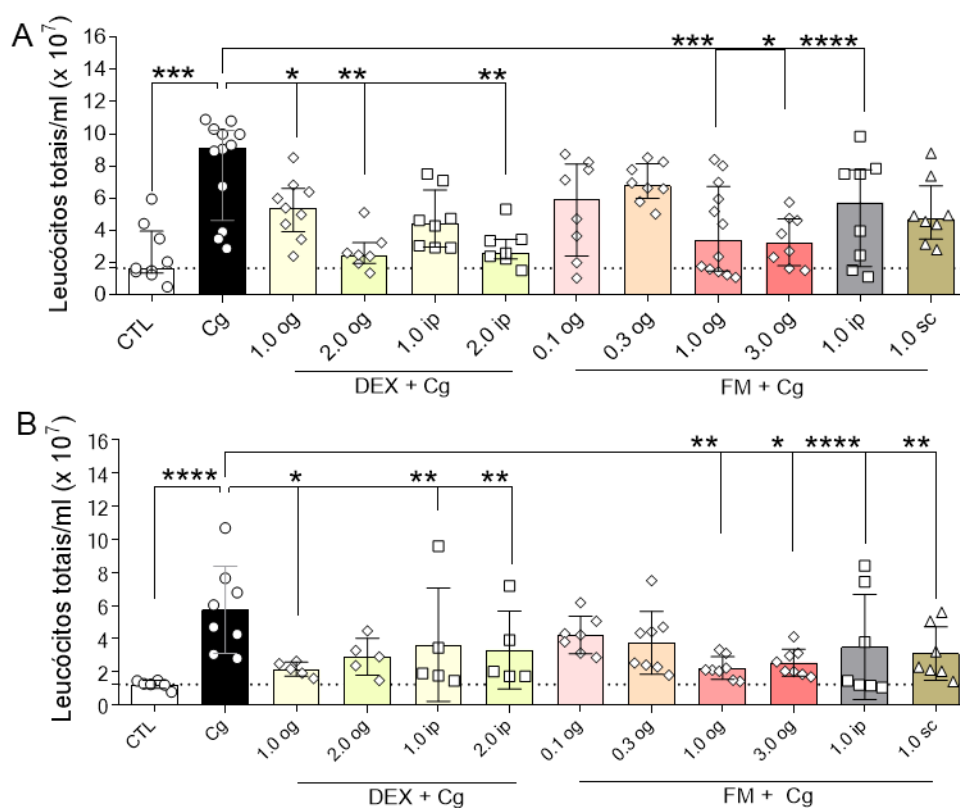 A
Leucócitos totais/ml (x 10⁷)
16
14
12
10
8
6
4
2
0
*** * ** ** *** * ****
CTL Cg 1.0 og 2.0 og 1.0 ip 2.0 ip 0.1 og 0.3 og 1.0 og 3.0 og 1.0 ip 1.0 sc
DEX + Cg FM + Cg
B
Leucócitos totais/ml (x 10⁷)
16
14
12
10
8
6
4
2
0
**** * ** ** ** * **** **
CTL Cg 1.0 og 2.0 og 1.0 ip 2.0 ip 0.1 og 0.3 og 1.0 og 3.0 og 1.0 ip 1.0 sc
DEX + Cg FM + Cg